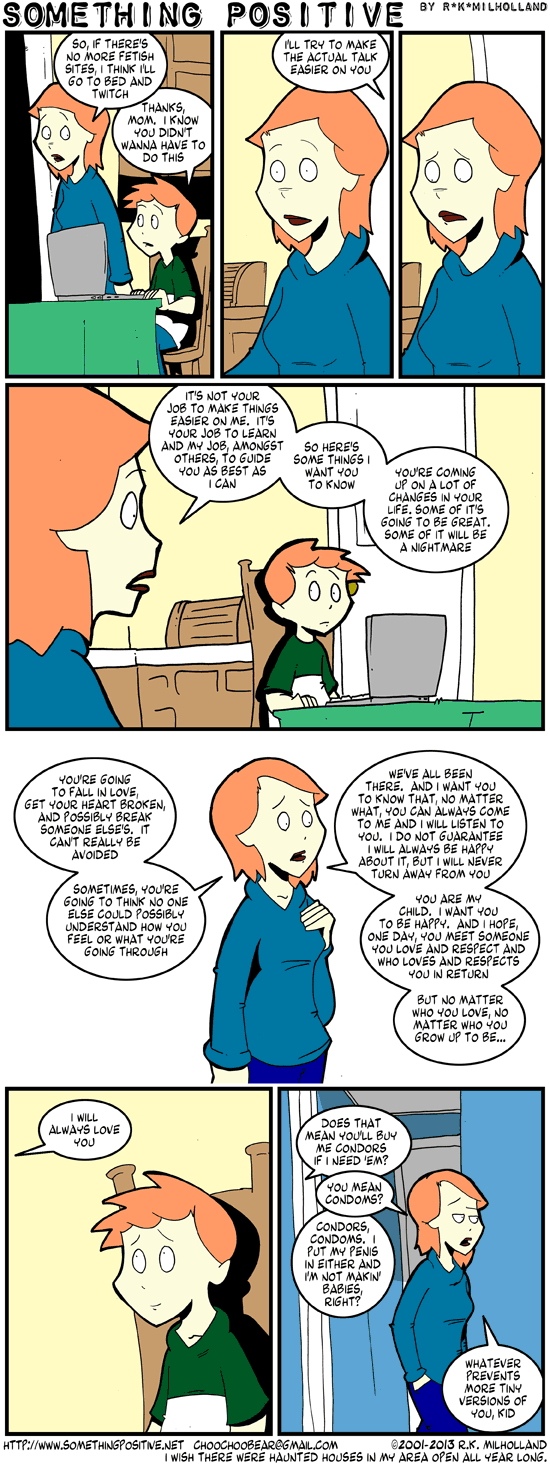 SOMETHING POSITIVE BY R*K*MILHOLLAND
SO, IF THERE'S
NO MORE FETISH
SITES, I THINK I'LL
GO TO BED AND
TWITCH
THANKS,
MOM. I KNOW
YOU DIDN'T
WANNA HAVE TO
DO THIS
I'LL TRY TO MAKE
THE ACTUAL TALK
EASIER ON YOU
IT'S NOT YOUR
JOB TO MAKE THINGS
EASIER ON ME. IT'S
YOUR JOB TO LEARN
AND MY JOB, AMONGST
OTHERS, TO GUIDE
YOU AS BEST AS
I CAN
SO HERE'S
SOME THINGS I
WANT YOU
TO KNOW
YOU'RE COMING
UP ON A LOT OF
CHANGES IN YOUR
LIFE. SOME OF IT'S
GOING TO BE GREAT.
SOME OF IT WILL BE
A NIGHTMARE
YOU'RE GOING
TO FALL IN LOVE,
GET YOUR HEART BROKEN,
AND POSSIBLY BREAK
SOMEONE ELSE'S. IT
CAN'T REALLY BE
AVOIDED
SOMETIMES, YOU'RE
GOING TO THINK NO ONE
ELSE COULD POSSIBLY
UNDERSTAND HOW YOU
FEEL OR WHAT YOU'RE
GOING THROUGH
WE'VE ALL BEEN
THERE. AND I WANT YOU
TO KNOW THAT, NO MATTER
WHAT, YOU CAN ALWAYS COME
TO ME AND I WILL LISTEN TO
YOU. I DO NOT GUARANTEE
I WILL ALWAYS BE HAPPY
ABOUT IT, BUT I WILL NEVER
TURN AWAY FROM YOU
YOU ARE MY
CHILD. I WANT YOU
TO BE HAPPY. AND I HOPE,
ONE DAY, YOU MEET SOMEONE
YOU LOVE AND RESPECT AND
WHO LOVES AND RESPECTS
YOU IN RETURN
BUT NO MATTER
WHO YOU LOVE, NO
MATTER WHO YOU
GROW UP TO BE...
I WILL
ALWAYS LOVE
YOU
DOES THAT
MEAN YOU'LL BUY
ME CONDORS
IF I NEED 'EM?
YOU MEAN
CONDOMS?
CONDORS,
CONDOMS. I
PUT MY PENIS
IN EITHER AND
I'M NOT MAKIN'
BABIES,
RIGHT?
WHATEVER
PREVENTS
MORE TINY
VERSIONS OF
YOU, KID
HTTP://WWW.SOMETHINGPOSITIVE.NET CHOOCHOOBEAR@GMAIL.COM ©2001-2013 R.K. MILHOLLAND
I WISH THERE WERE HAUNTED HOUSES IN MY AREA OPEN ALL YEAR LONG.